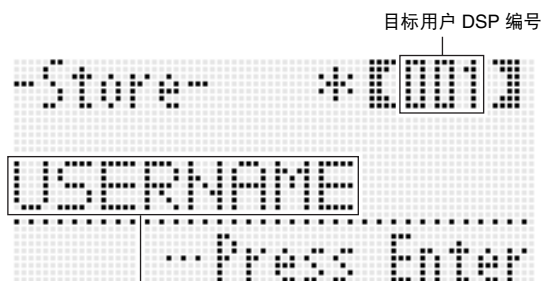 目标用户 DSP 编号
-Store- *【001】
USERNAME
…Press Enter